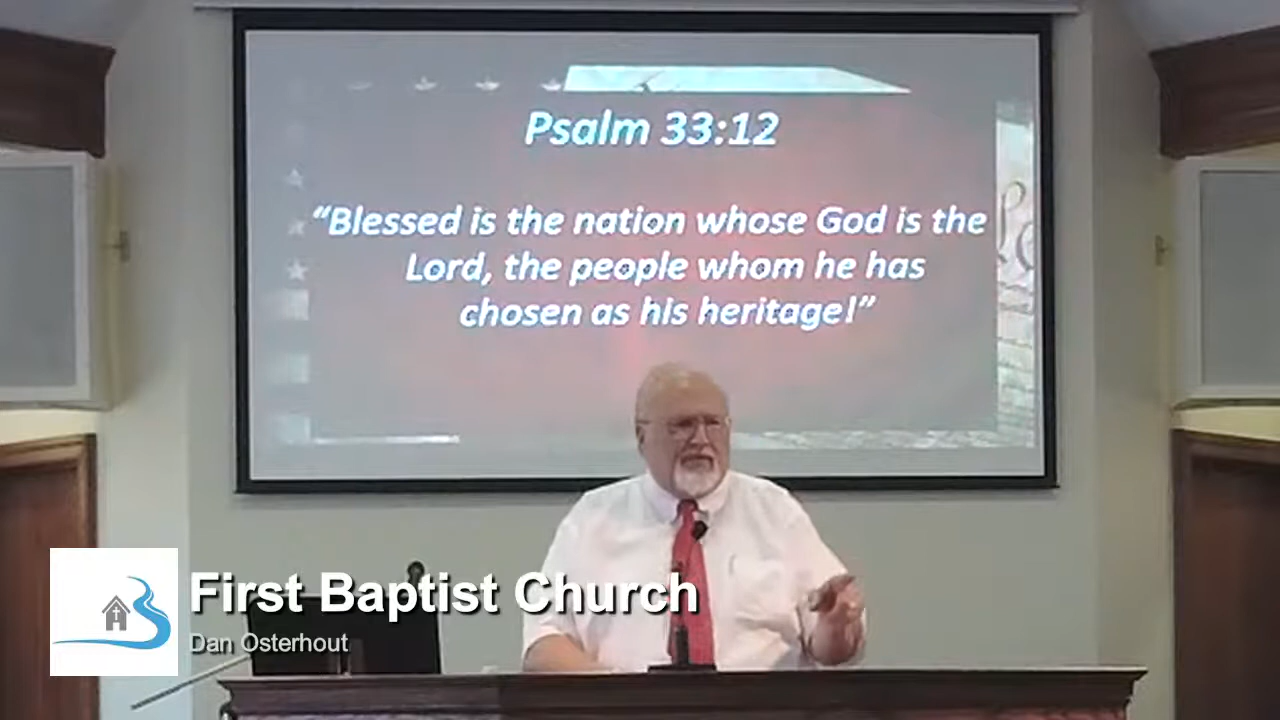 Psalm 33:12
“Blessed is the nation whose God is the
Lord, the people whom he has
chosen as his heritage!”
First Baptist Church
Dan Osterhout